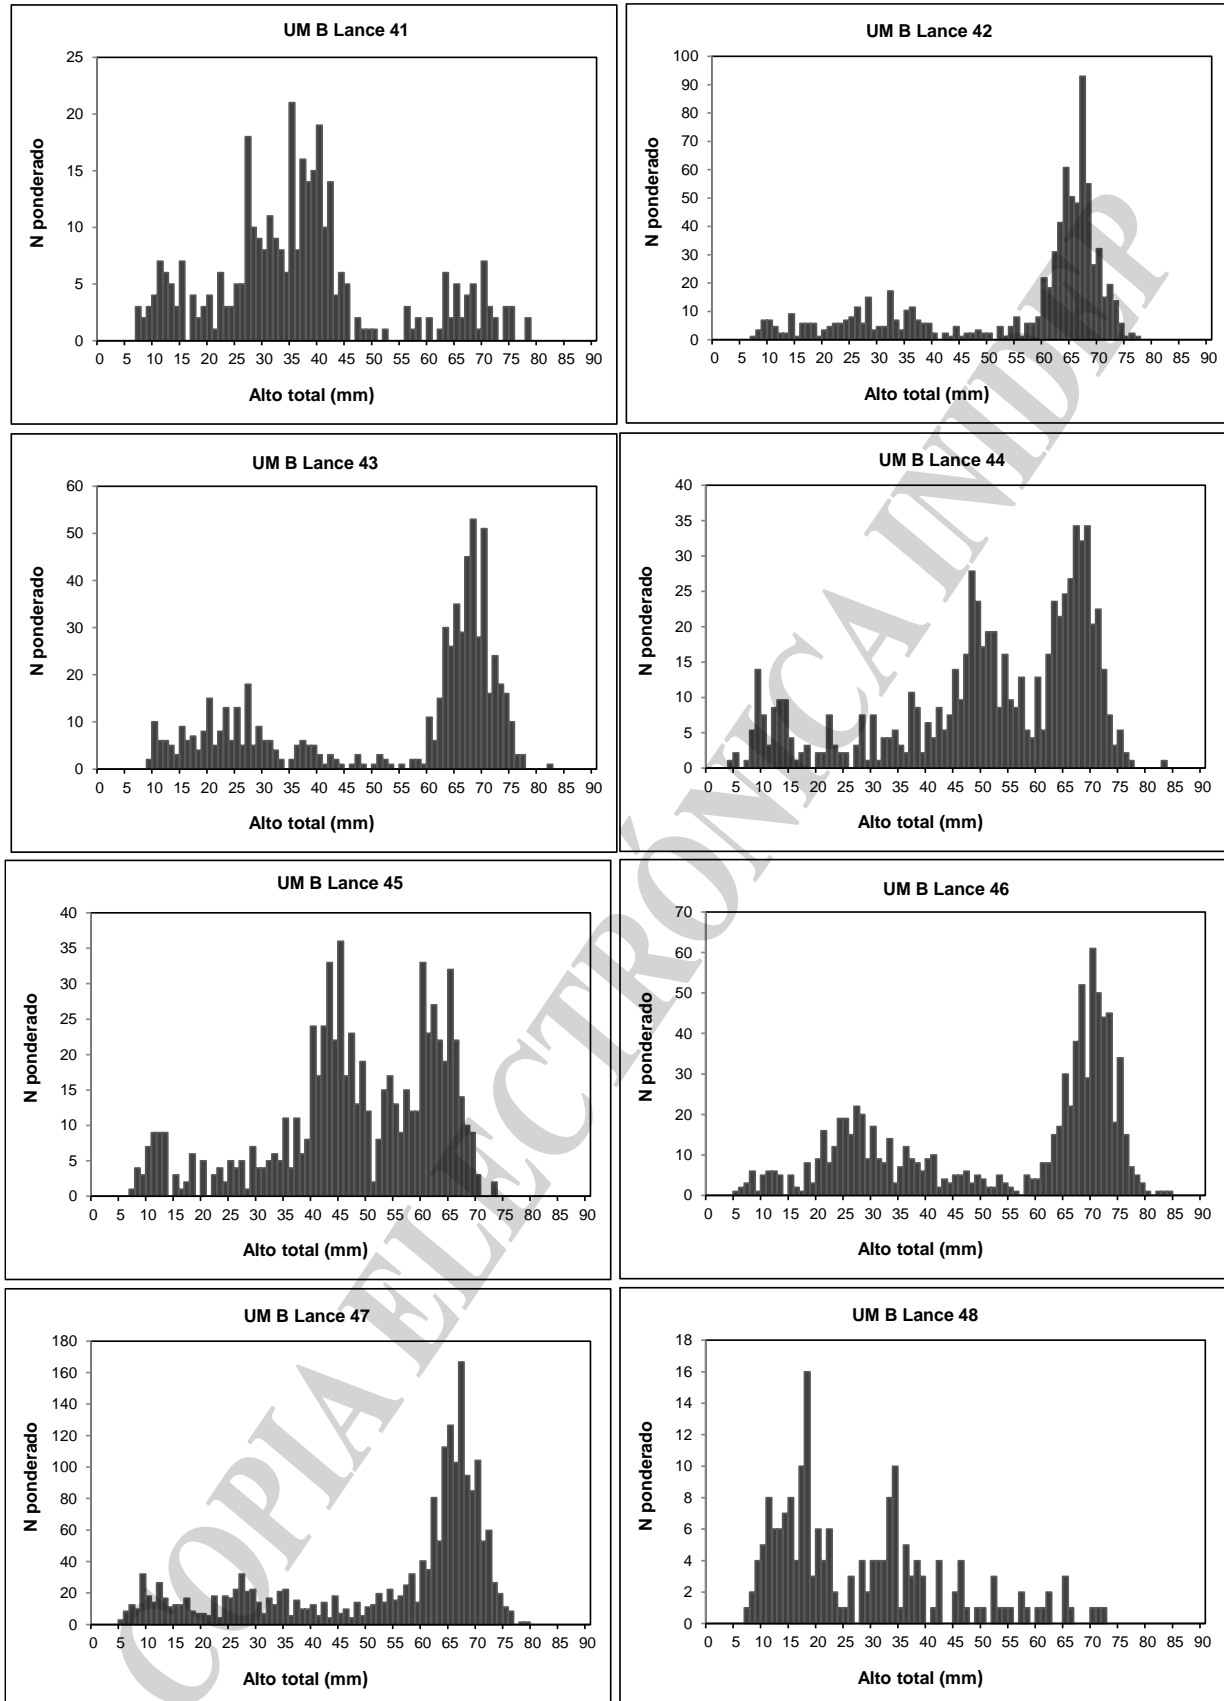 UM B Lance 41
N ponderado
25
20
15
10
5
0
0 5 10 15 20 25 30 35 40 45 50 55 60 65 70 75 80 85 90
Alto total (mm)
UM B Lance 42
N ponderado
100
90
80
70
60
50
40
30
20
10
0
0 5 10 15 20 25 30 35 40 45 50 55 60 65 70 75 80 85 90
Alto total (mm)
UM B Lance 43
N ponderado
60
50
40
30
20
10
0
0 5 10 15 20 25 30 35 40 45 50 55 60 65 70 75 80 85 90
Alto total (mm)
UM B Lance 44
N ponderado
40
35
30
25
20
15
10
5
0
0 5 10 15 20 25 30 35 40 45 50 55 60 65 70 75 80 85 90
Alto total (mm)
UM B Lance 45
N ponderado
40
35
30
25
20
15
10
5
0
0 5 10 15 20 25 30 35 40 45 50 55 60 65 70 75 80 85 90
Alto total (mm)
UM B Lance 46
N ponderado
70
60
50
40
30
20
10
0
0 5 10 15 20 25 30 35 40 45 50 55 60 65 70 75 80 85 90
Alto total (mm)
UM B Lance 47
N ponderado
180
160
140
120
100
80
60
40
20
0
0 5 10 15 20 25 30 35 40 45 50 55 60 65 70 75 80 85 90
Alto total (mm)
UM B Lance 48
N ponderado
18
16
14
12
10
8
6
4
2
0
0 5 10 15 20 25 30 35 40 45 50 55 60 65 70 75 80 85 90
Alto total (mm)
COPIA ELECTRÓNICA INIDEP